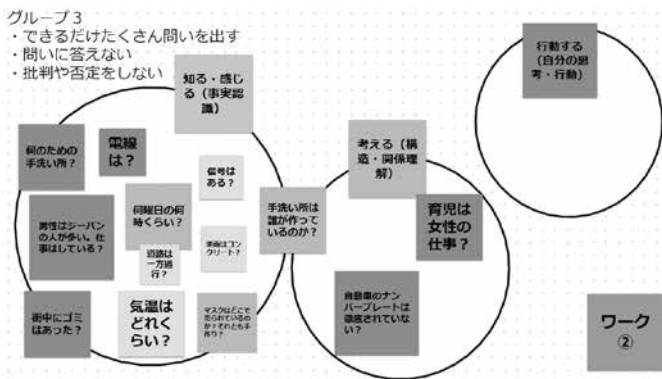 グループ３
・できるだけたくさん問いを出す
・問いに答えない
・批判や否定をしない
知る・感じ
る（事実認
識）
何のための
手洗い所？
電線
は？
信号は
ある？
何曜日の何
時くらい？
男性はジーパン
の人が多い。仕
事はしている？
道路は
一方通
行？
地面はコン
クリート？
街中にゴミ
はあった？
気温は
どれく
らい？
マスクはどこで
売られているの
か？それとも手
作り？
手洗い所は
誰が作って
いるのか？
考える（構
造・関係理
解）
育児は
女性の
仕事？
自動車のナン
バープレートは
徹底されていな
い？
行動する
（自分の思
考・行動）
ワーク
②